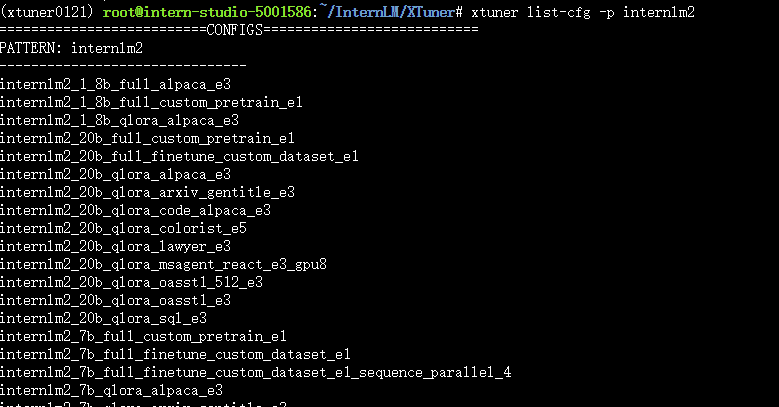 (xtuner0121) root@intern-studio-5001586:~/InternLM/XTuner# xtuner list-cfg -p internlm2
==========================CONFIGS===========================
PATTERN: internlm2
-------------------------------
internlm2_1_8b_full_alpaca_e3
internlm2_1_8b_full_custom_pretrain_e1
internlm2_1_8b_qlora_alpaca_e3
internlm2_20b_full_custom_pretrain_e1
internlm2_20b_full_finetune_custom_dataset_e1
internlm2_20b_qlora_alpaca_e3
internlm2_20b_qlora_arxiv_gentitle_e3
internlm2_20b_qlora_code_alpaca_e3
internlm2_20b_qlora_colorist_e5
internlm2_20b_qlora_lawyer_e3
internlm2_20b_qlora_msagent_react_e3_gpu8
internlm2_20b_qlora_oasst1_512_e3
internlm2_20b_qlora_oasst1_e3
internlm2_20b_qlora_sql_e3
internlm2_7b_full_custom_pretrain_e1
internlm2_7b_full_finetune_custom_dataset_e1
internlm2_7b_full_finetune_custom_dataset_e1_sequence_parallel_4
internlm2_7b_qlora_alpaca_e3
internlm2_7b_qlora_arxiv_gentitle_e3